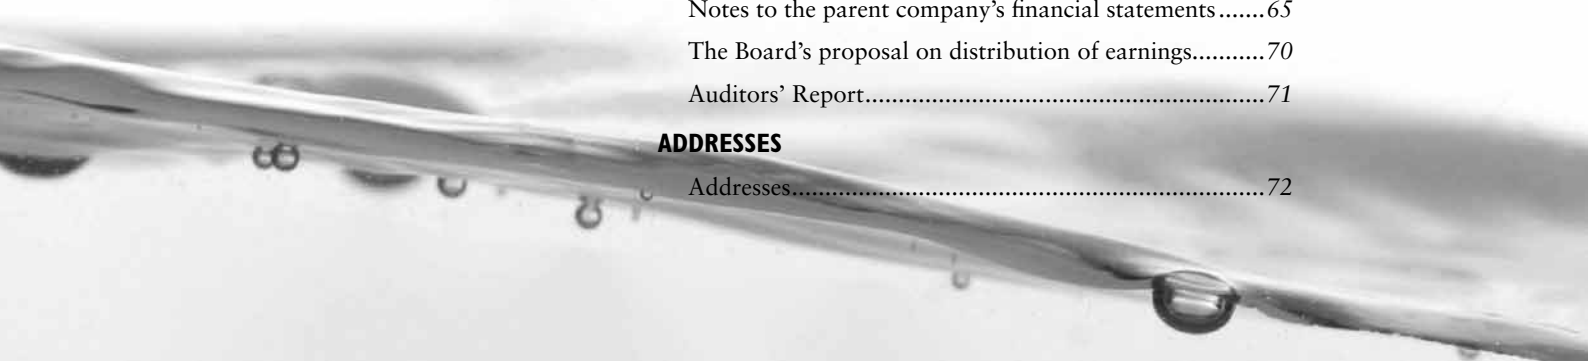 Notes to the parent company’s financial statements.......65
The Board’s proposal on distribution of earnings...........70
Auditors’ Report................................................................71
ADDRESSES
Addresses...........................................................................72